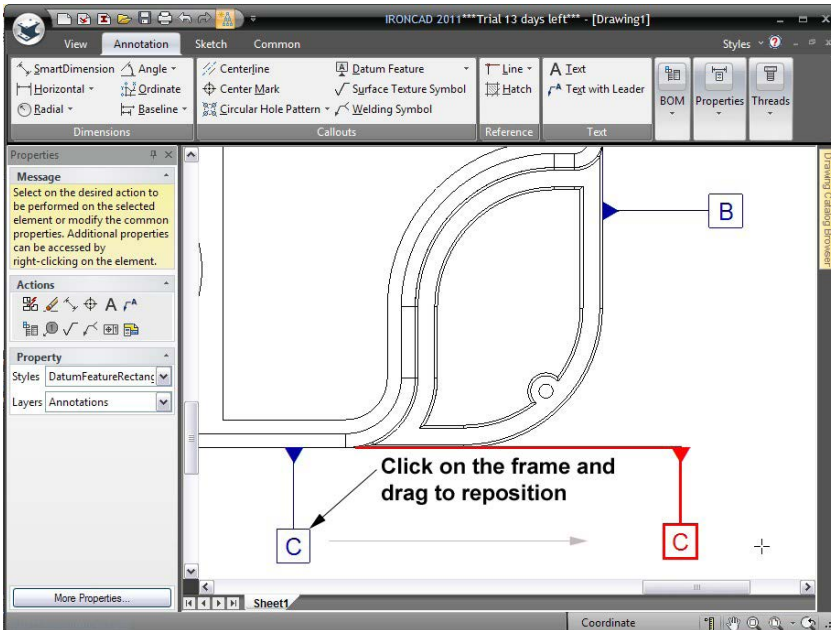 IRONCAD 2011***Trial 13 days left*** - [Drawing1]
View Annotation Sketch Common Styles
SmartDimension Angle Centerline Datum Feature Line Text
Horizontal Ordinate Center Mark Surface Texture Symbol Hatch Text with Leader
Radial Baseline Circular Hole Pattern Welding Symbol
BOM Properties Threads
Dimensions Callouts Reference Text
Properties
Message
Select on the desired action to
be performed on the selected
element or modify the common
properties. Additional properties
can be accessed by
right-clicking on the element.
Actions
Property
Styles DatumFeatureRectang
Layers Annotations
More Properties...
Drawing Catalog Browser
B
Click on the frame and
drag to reposition
C
C
Sheet1
Coordinate